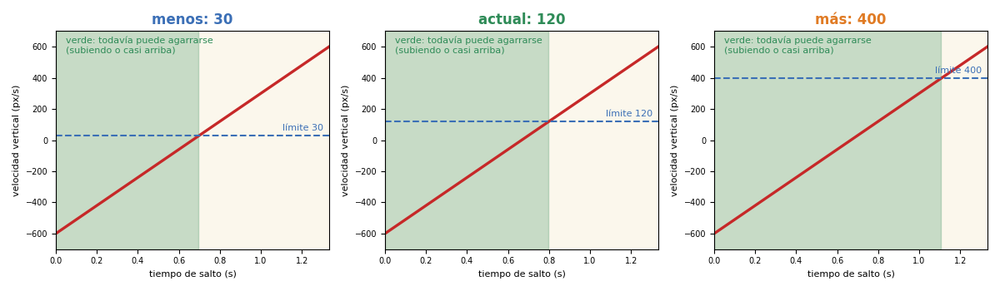 menos: 30
verde: todavía puede agarrarse
(subiendo o casi arriba)
límite 30
600
400
200
0
−200
−400
−600
velocidad vertical (px/s)
0.0 0.2 0.4 0.6 0.8 1.0 1.2
tiempo de salto (s)
actual: 120
verde: todavía puede agarrarse
(subiendo o casi arriba)
límite 120
600
400
200
0
−200
−400
−600
velocidad vertical (px/s)
0.0 0.2 0.4 0.6 0.8 1.0 1.2
tiempo de salto (s)
más: 400
verde: todavía puede agarrarse
(subiendo o casi arriba)
límite 400
600
400
200
0
−200
−400
−600
velocidad vertical (px/s)
0.0 0.2 0.4 0.6 0.8 1.0 1.2
tiempo de salto (s)